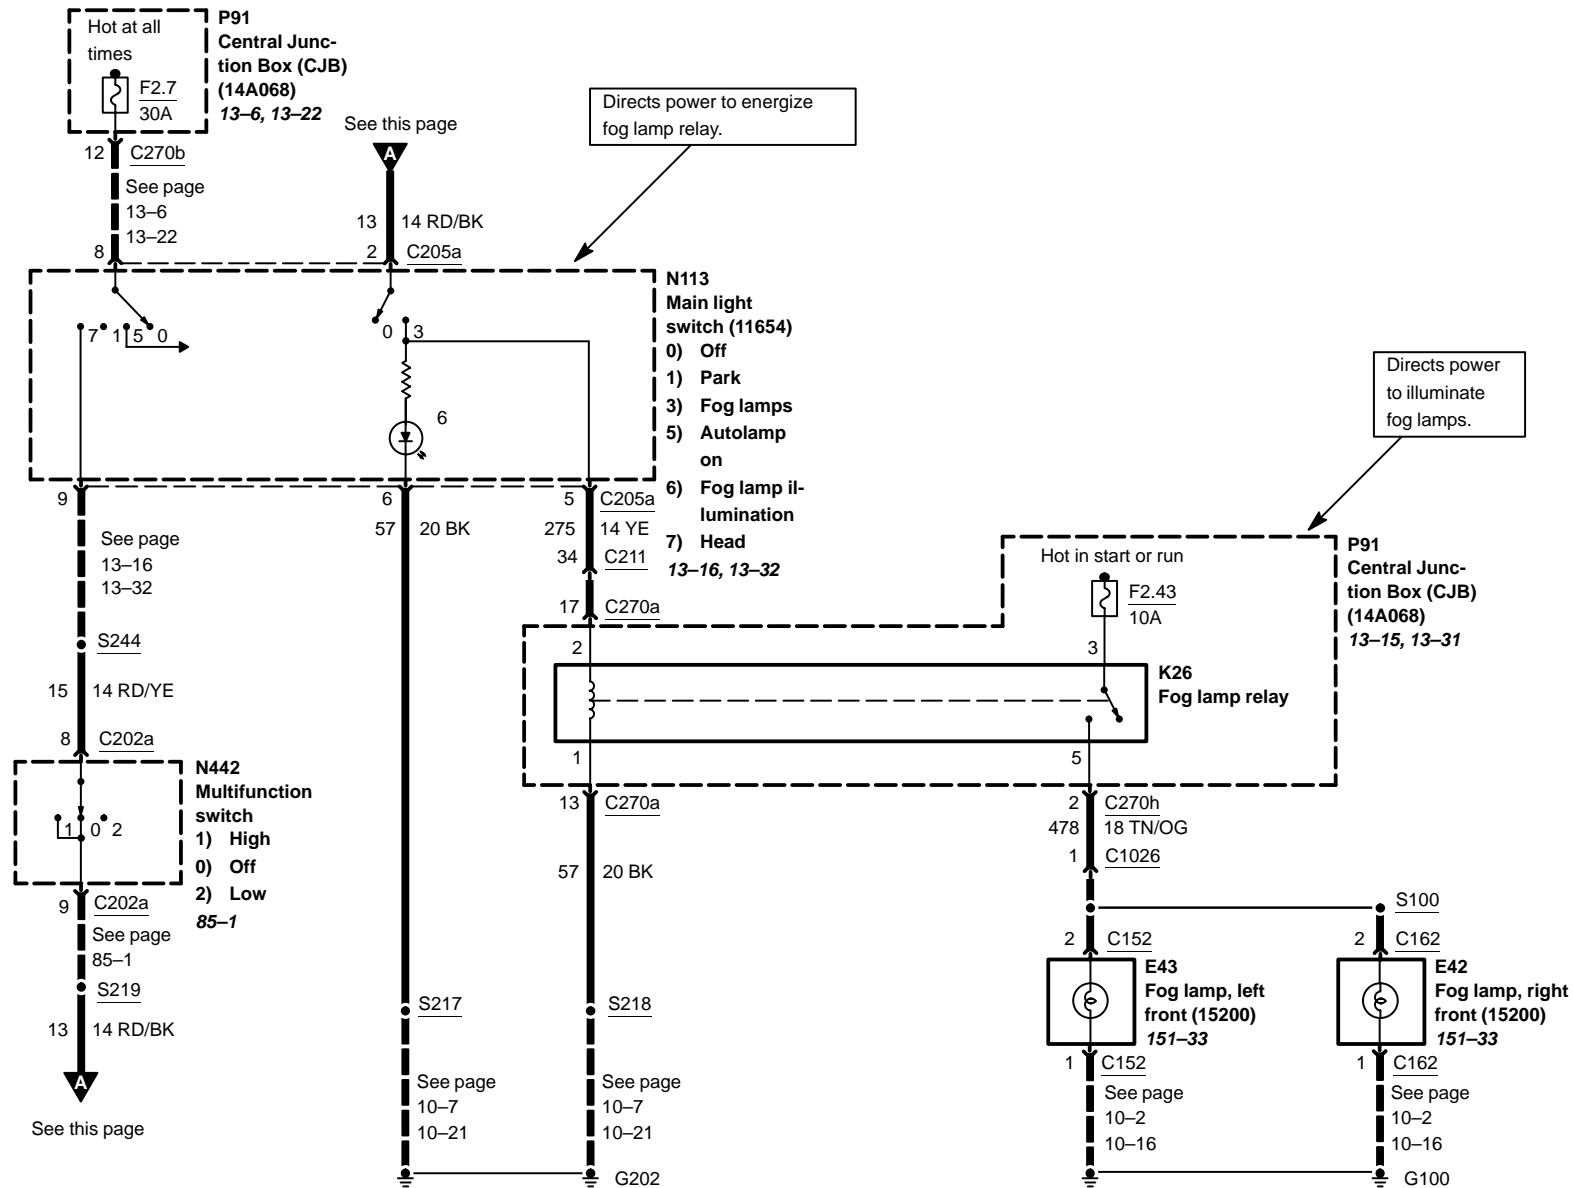 Hot at all
times
F2.7
30A
P91
Central Junc-
tion Box (CJB)
(14A068)
13–6, 13–22
12 C270b
See page
13–6
13–22
8
See this page
A
13 14 RD/BK
2 C205a
Directs power to energize
fog lamp relay.
7 1 5 0
0 3
6
N113
Main light
switch (11654)
0) Off
1) Park
3) Fog lamps
5) Autolamp
on
6) Fog lamp il-
lumination
7) Head
13–16, 13–32
9
See page
13–16
13–32
S244
15 14 RD/YE
8 C202a
1 0 2
N442
Multifunction
switch
1) High
0) Off
2) Low
85–1
9 C202a
See page
85–1
S219
13 14 RD/BK
A
See this page
6
57 20 BK
S217
See page
10–7
10–21
5 C205a
275 14 YE
34 C211
17 C270a
2
1
13 C270a
57 20 BK
S218
See page
10–7
10–21
G202
Directs power
to illuminate
fog lamps.
Hot in start or run
F2.43
10A
3
P91
Central Junc-
tion Box (CJB)
(14A068)
13–15, 13–31
K26
Fog lamp relay
5
2 C270h
478 18 TN/OG
1 C1026
S100
2 C152
E43
Fog lamp, left
front (15200)
151–33
1 C152
See page
10–2
10–16
2 C162
E42
Fog lamp, right
front (15200)
151–33
1 C162
See page
10–2
10–16
G100